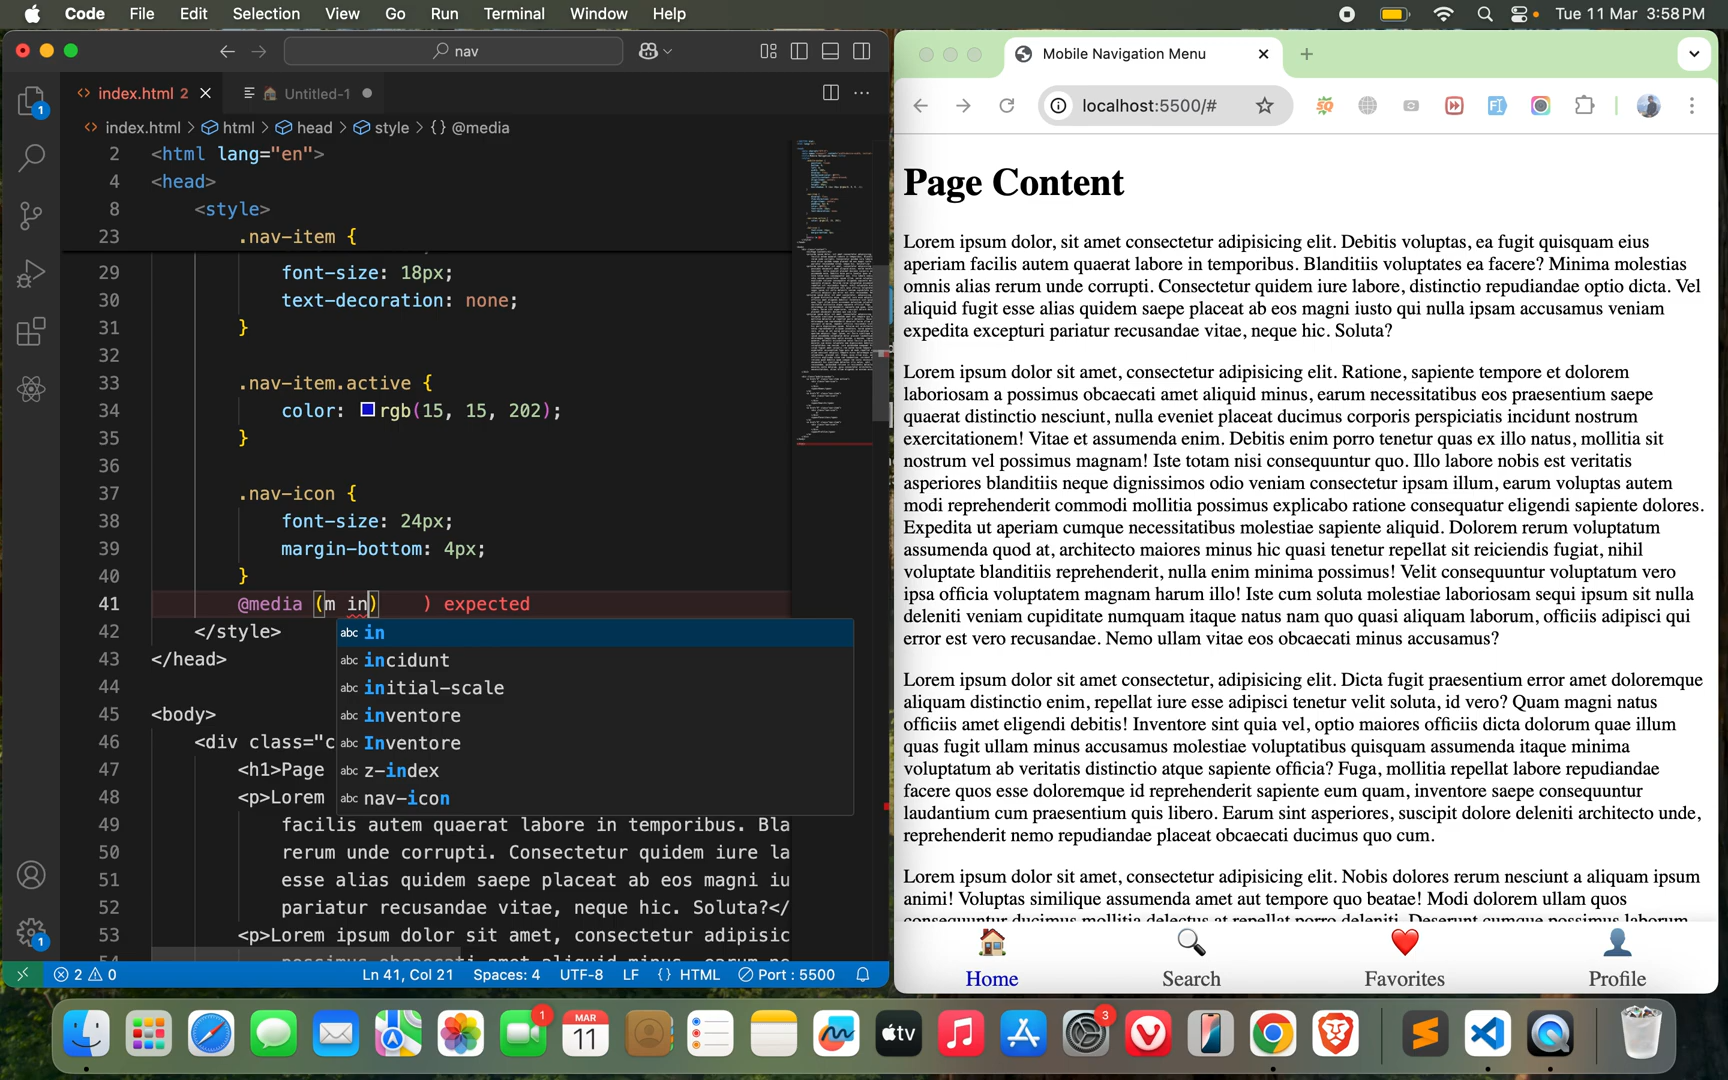 Code File Edit Selection View Go Run Terminal Window Help
Tue 11 Mar 3:58 PM
nav
index.html 2
Untitled-1
index.html > html > head > style > {} @media
2 <html lang="en">
4 <head>
8 <style>
23 .nav-item {
29 font-size: 18px;
30 text-decoration: none;
31 }
32
33 .nav-item.active {
34 color: rgb(15, 15, 202);
35 }
36
37 .nav-icon {
38 font-size: 24px;
39 margin-bottom: 4px;
40 }
41 @media (m in) ) expected
42 </style>
43 </head>
44
45 <body>
46 <div class="c
47 <h1>Page
48 <p>Lorem
49 facilis autem quaerat labore in temporibus. Bla
50 rerum unde corrupti. Consectetur quidem iure la
51 esse alias quidem saepe placeat ab eos magni iu
52 pariatur recusandae vitae, neque hic. Soluta?</
53 <p>Lorem ipsum dolor sit amet, consectetur adipisic
abc in
abc incidunt
abc initial-scale
abc inventore
abc Inventore
abc z-index
abc nav-icon
1
1
2 0
Ln 41, Col 21 Spaces: 4 UTF-8 LF {} HTML Port : 5500
Mobile Navigation Menu
localhost:5500/#
Page Content
Lorem ipsum dolor, sit amet consectetur adipisicing elit. Debitis voluptas, ea fugit quisquam eius
aperiam facilis autem quaerat labore in temporibus. Blanditiis voluptates ea facere? Minima molestias
omnis alias rerum unde corrupti. Consectetur quidem iure labore, distinctio repudiandae optio dicta. Vel
aliquid fugit esse alias quidem saepe placeat ab eos magni iusto qui nulla ipsam accusamus veniam
expedita excepturi pariatur recusandae vitae, neque hic. Soluta?
Lorem ipsum dolor sit amet, consectetur adipisicing elit. Ratione, sapiente tempore et dolorem
laboriosam a possimus obcaecati amet aliquid minus, earum necessitatibus eos praesentium saepe
quaerat distinctio nesciunt, nulla eveniet placeat ducimus corporis perspiciatis incidunt nostrum
exercitationem! Vitae et assumenda enim. Debitis enim porro tenetur quas ex illo natus, mollitia sit
nostrum vel possimus magnam! Iste totam nisi consequuntur quo. Illo labore nobis est veritatis
asperiores blanditiis neque dignissimos odio veniam consectetur ipsam illum, earum voluptas autem
modi reprehenderit commodi mollitia possimus explicabo ratione consequatur eligendi sapiente dolores.
Expedita ut aperiam cumque necessitatibus molestiae sapiente aliquid. Dolorem rerum voluptatum
assumenda quod at, architecto maiores minus hic quasi tenetur repellat sit reiciendis fugiat, nihil
voluptate blanditiis reprehenderit, nulla enim minima possimus! Velit consequuntur voluptatum vero
ipsa officia voluptatem magnam harum illo! Iste cum soluta molestiae laboriosam sequi ipsum sit nulla
deleniti veniam cupiditate numquam itaque natus nam quo quasi aliquam laborum, officiis adipisci qui
error est vero recusandae. Nemo ullam vitae eos obcaecati minus accusamus?
Lorem ipsum dolor sit amet consectetur, adipisicing elit. Dicta fugit praesentium error amet doloremque
aliquam distinctio enim, repellat iure esse adipisci tenetur velit soluta, id vero? Quam magni natus
officiis amet eligendi debitis! Inventore sint quia vel, optio maiores officiis dicta dolorum quae illum
quas fugit ullam minus accusamus molestiae voluptatibus quisquam assumenda itaque minima
voluptatum ab veritatis distinctio atque sapiente officia? Fuga, mollitia repellat labore repudiandae
facere quos esse doloremque id reprehenderit sapiente eum quam, inventore saepe consequuntur
laudantium cum praesentium quis libero. Earum sint asperiores, suscipit dolore deleniti architecto unde,
reprehenderit nemo repudiandae placeat obcaecati ducimus quo cum.
Lorem ipsum dolor sit amet, consectetur adipisicing elit. Nobis dolores rerum nesciunt a aliquam ipsum
animi! Voluptas similique assumenda amet aut tempore quo beatae! Modi dolorem ullam quos
consequuntur ducimus mollitia delectus at repellat porro deleniti. Deserunt cumque possimus laborum
Home Search Favorites Profile
1
MAR
11
tv
3